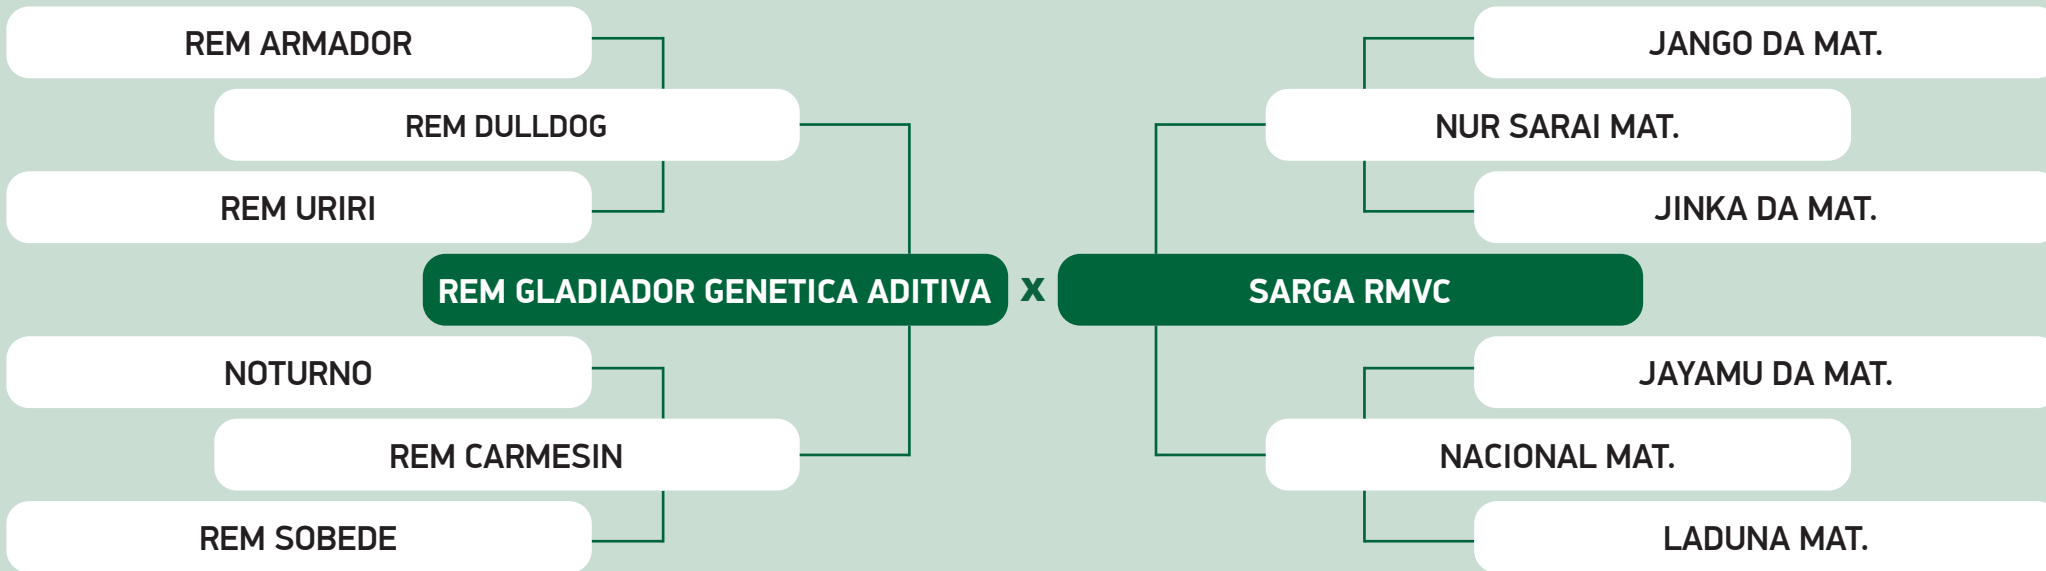 REM ARMADOR
REM DULLDOG
REM URIRI
REM GLADIADOR GENETICA ADITIVA
NOTURNO
REM CARMESIN
REM SOBEDE
x
JANGO DA MAT.
NUR SARAI MAT.
JINKA DA MAT.
SARGA RMVC
JAYAMU DA MAT.
NACIONAL MAT.
LADUNA MAT.